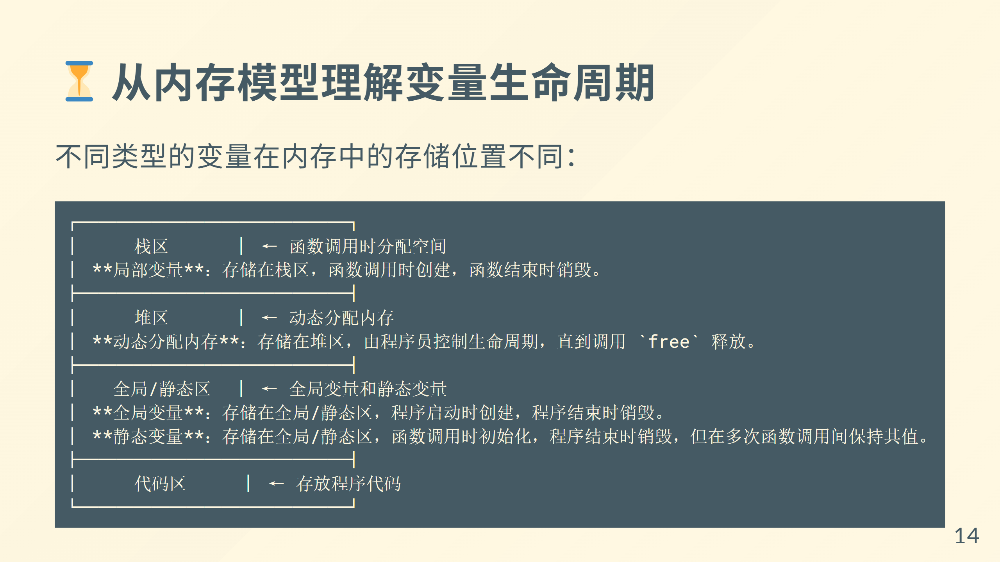 ⏳ 从内存模型理解变量生命周期
不同类型的变量在内存中的存储位置不同：
栈区 │ ← 函数调用时分配空间
│ **局部变量**：存储在栈区，函数调用时创建，函数结束时销毁。
│ 堆区 │ ← 动态分配内存
│ **动态分配内存**：存储在堆区，由程序员控制生命周期，直到调用 `free` 释放。
│ 全局/静态区 │ ← 全局变量和静态变量
│ **全局变量**：存储在全局/静态区，程序启动时创建，程序结束时销毁。
│ **静态变量**：存储在全局/静态区，函数调用时初始化，程序结束时销毁，但在多次函数调用间保持其值。
│ 代码区 │ ← 存放程序代码
14